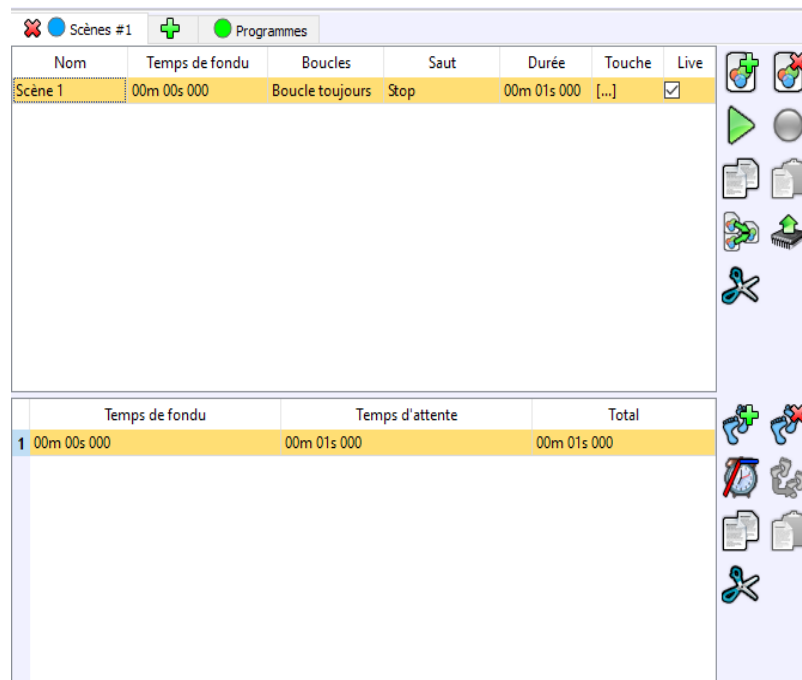 Scènes #1 Programmes
Nom Temps de fondu Boucles Saut Durée Touche Live
Scène 1 00m 00s 000 Boucle toujours Stop 00m 01s 000 [...]
Temps de fondu Temps d'attente Total
1 00m 00s 000 00m 01s 000 00m 01s 000